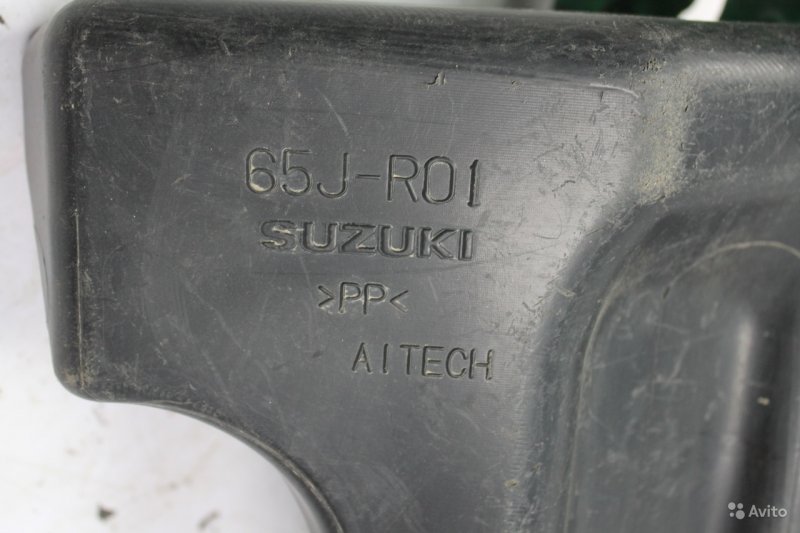 65J-R01
SUZUKI
>PP<
AITECH
Avito